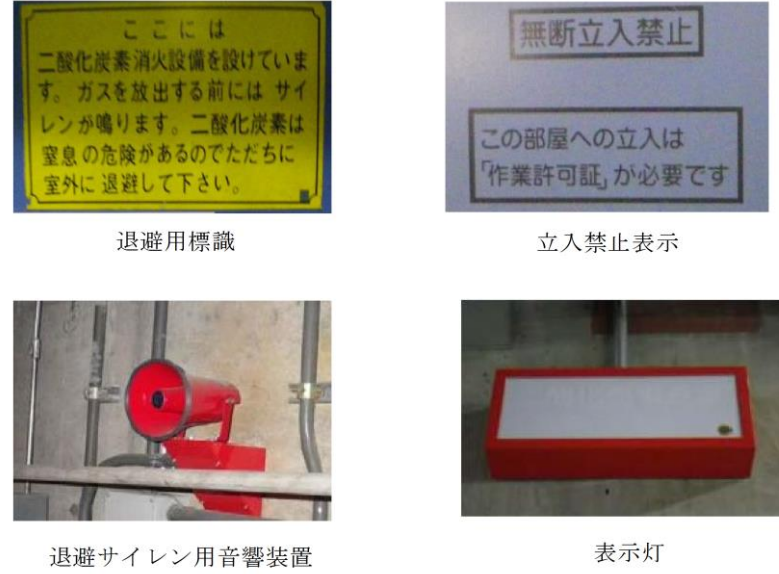 ここには
二酸化炭素消火設備を設けていま
す。ガスを放出する前には サイ
レンが鳴ります。二酸化炭素は
窒息の危険があるのでただちに
室外に退避して下さい。
退避用標識
無断立入禁止
この部屋への立入は
「作業許可証」が必要です
立入禁止表示
退避サイレン用音響装置
表示灯